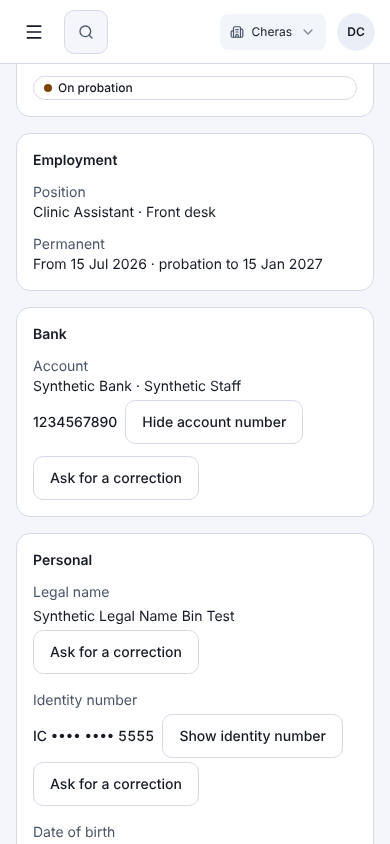 Cheras
DC
On probation
Employment
Position
Clinic Assistant · Front desk
Permanent
From 15 Jul 2026 · probation to 15 Jan 2027
Bank
Account
Synthetic Bank · Synthetic Staff
1234567890 Hide account number
Ask for a correction
Personal
Legal name
Synthetic Legal Name Bin Test
Ask for a correction
Identity number
IC •••• •••• 5555 Show identity number
Ask for a correction
Date of birth